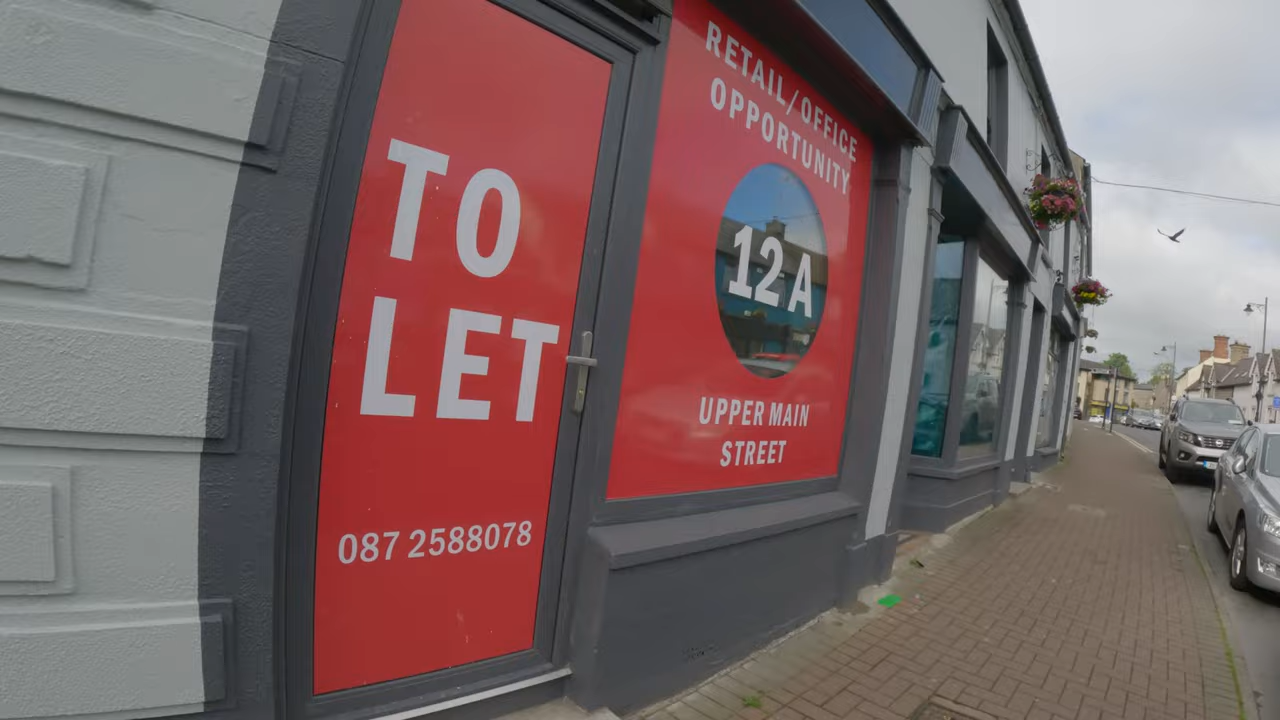 TO
LET
087 2588078
RETAIL/OFFICE
OPPORTUNITY
12A
UPPER MAIN
STREET